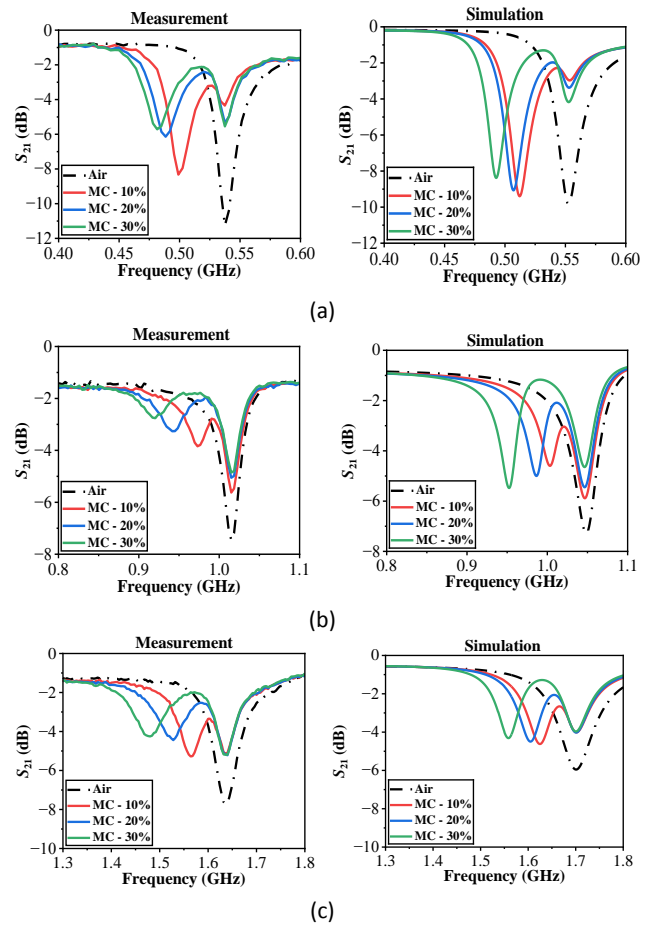 Measurement
Simulation
0
−2
−4
−6
−8
−10
−12
S21 (dB)
Air
MC - 10%
MC - 20%
MC - 30%
0.40 0.45 0.50 0.55 0.60
Frequency (GHz)
0
−2
−4
−6
−8
−10
−12
S21 (dB)
Air
MC - 10%
MC - 20%
MC - 30%
0.40 0.45 0.50 0.55 0.60
Frequency (GHz)
(a)
Measurement
Simulation
0
−2
−4
−6
−8
S21 (dB)
Air
MC - 10%
MC - 20%
MC - 30%
0.8 0.9 1.0 1.1
Frequency (GHz)
0
−2
−4
−6
−8
S21 (dB)
Air
MC - 10%
MC - 20%
MC - 30%
0.8 0.9 1.0 1.1
Frequency (GHz)
(b)
Measurement
Simulation
0
−2
−4
−6
−8
−10
S21 (dB)
Air
MC - 10%
MC - 20%
MC - 30%
1.3 1.4 1.5 1.6 1.7 1.8
Frequency (GHz)
0
−2
−4
−6
−8
−10
S21 (dB)
Air
MC - 10%
MC - 20%
MC - 30%
1.3 1.4 1.5 1.6 1.7 1.8
Frequency (GHz)
(c)